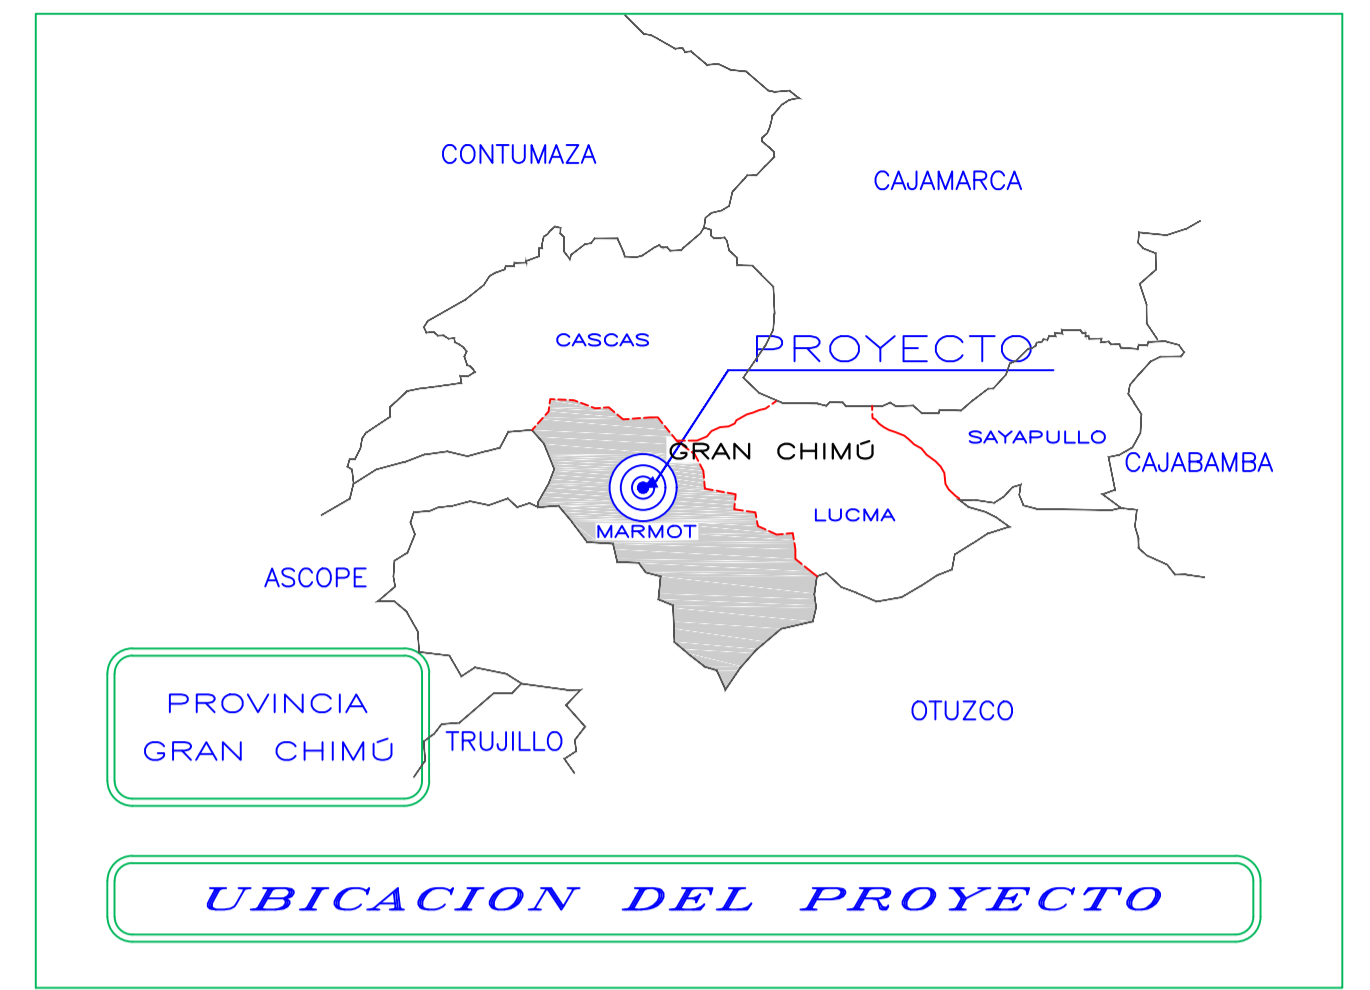 CONTUMAZA
CAJAMARCA
CASCAS
PROYECTO
SAYAPULLO
GRAN CHIMÚ
CAJABAMBA
LUCMA
MARMOT
ASCOPE
PROVINCIA
GRAN CHIMÚ
OTUZCO
TRUJILLO
UBICACION DEL PROYECTO